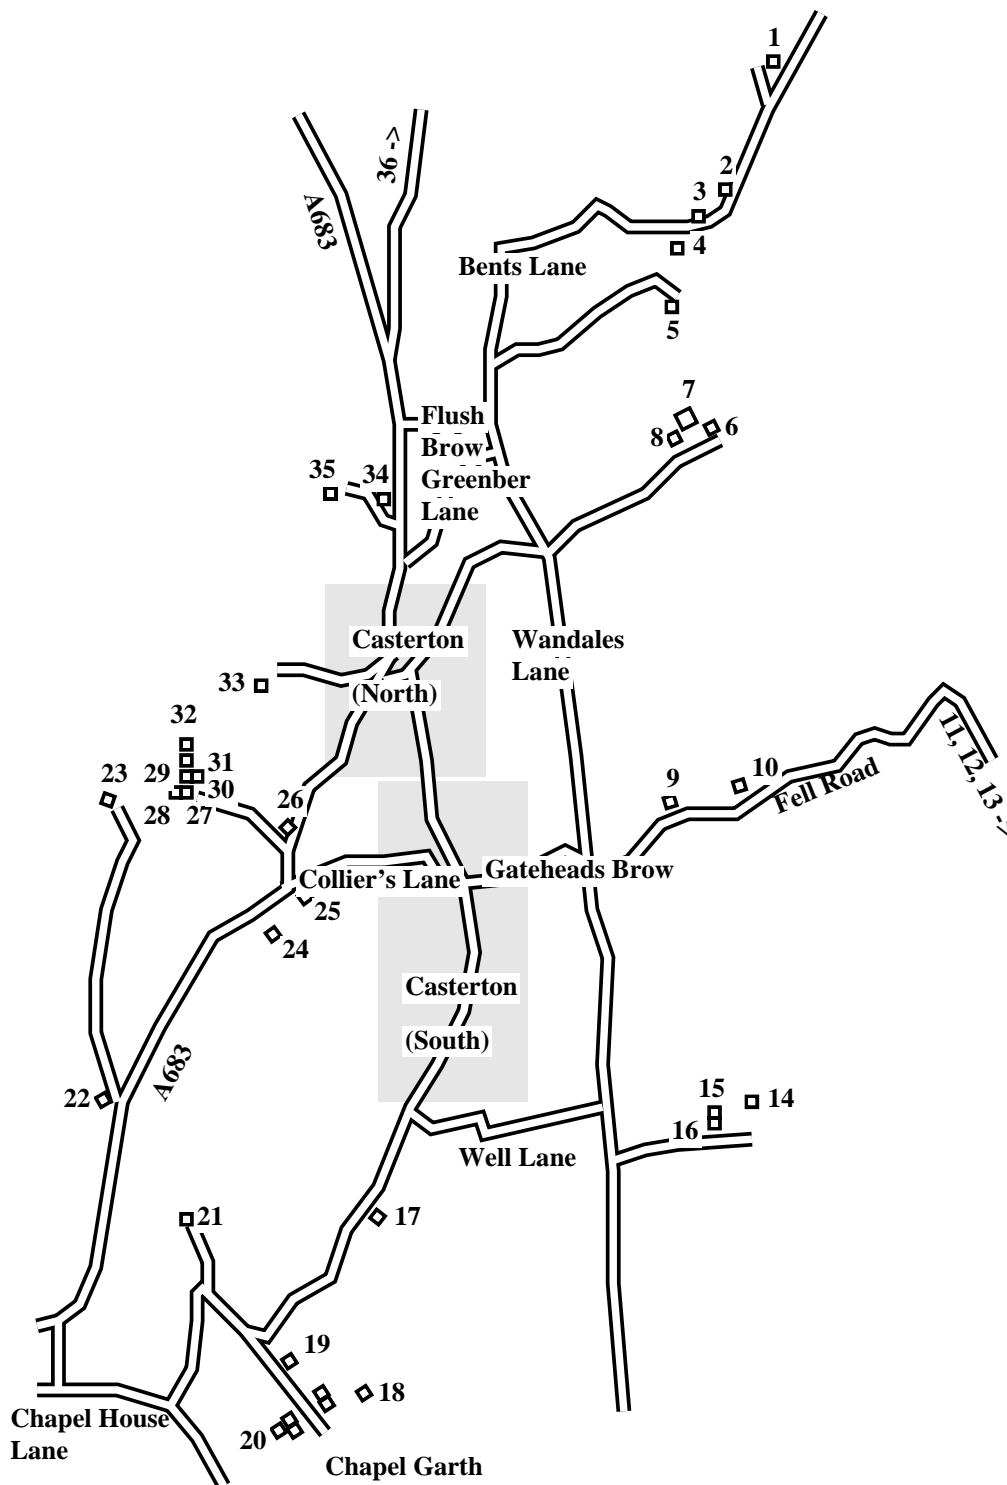 1
36 ->
2
3
A683
4
Bents Lane
5
7
Flush
6
8
Brow
35
34
Greenber
Lane
Casterton
Wandales
Lane
33
(North)
32
11, 12, 13 ->
23
29
31
9
10
Fell Road
28
27
30
26
Collier's Lane
Gateheads Brow
25
24
Casterton
(South)
A683
22
15
14
16
Well Lane
21
17
19
18
Chapel House
Lane
20
Chapel Garth